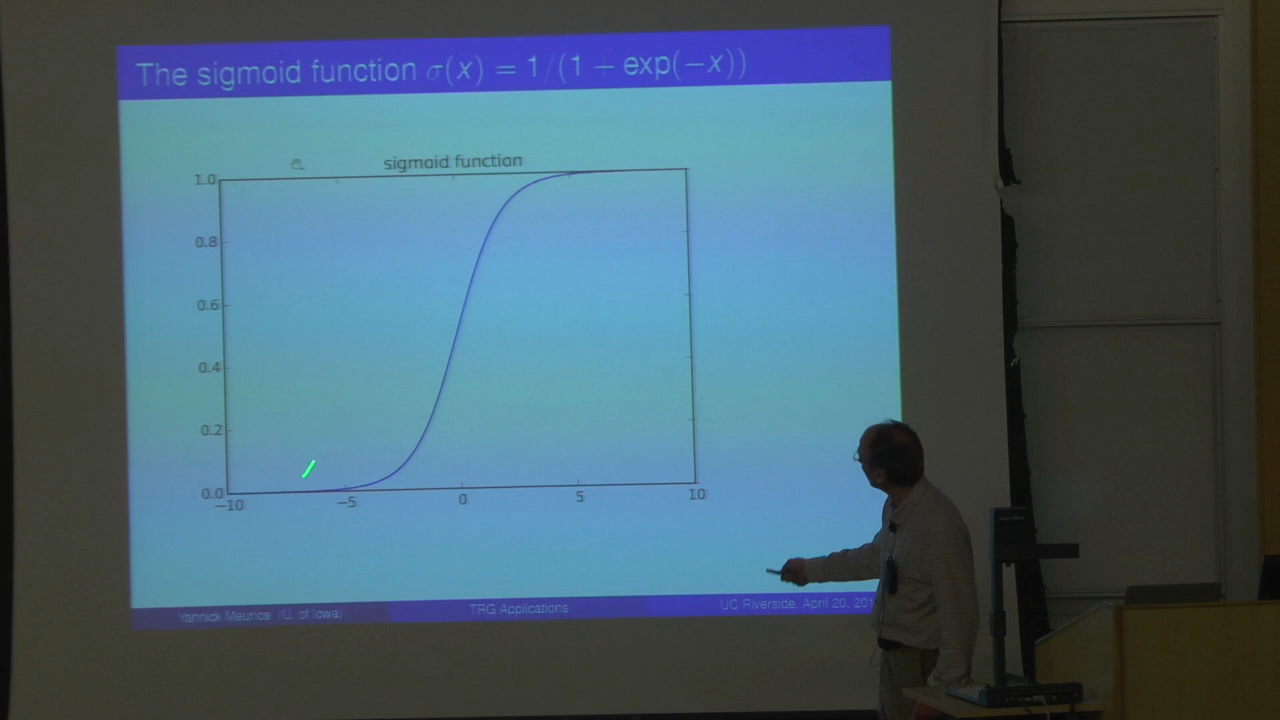 The sigmoid function σ(x) = 1/(1 + exp(−x))
sigmoid function
1.0
0.8
0.6
0.4
0.2
0.0
−10 −5 0 5 10
Yannick Meurice (U. of Iowa) TRG Applications UC Riverside, April 20, 201